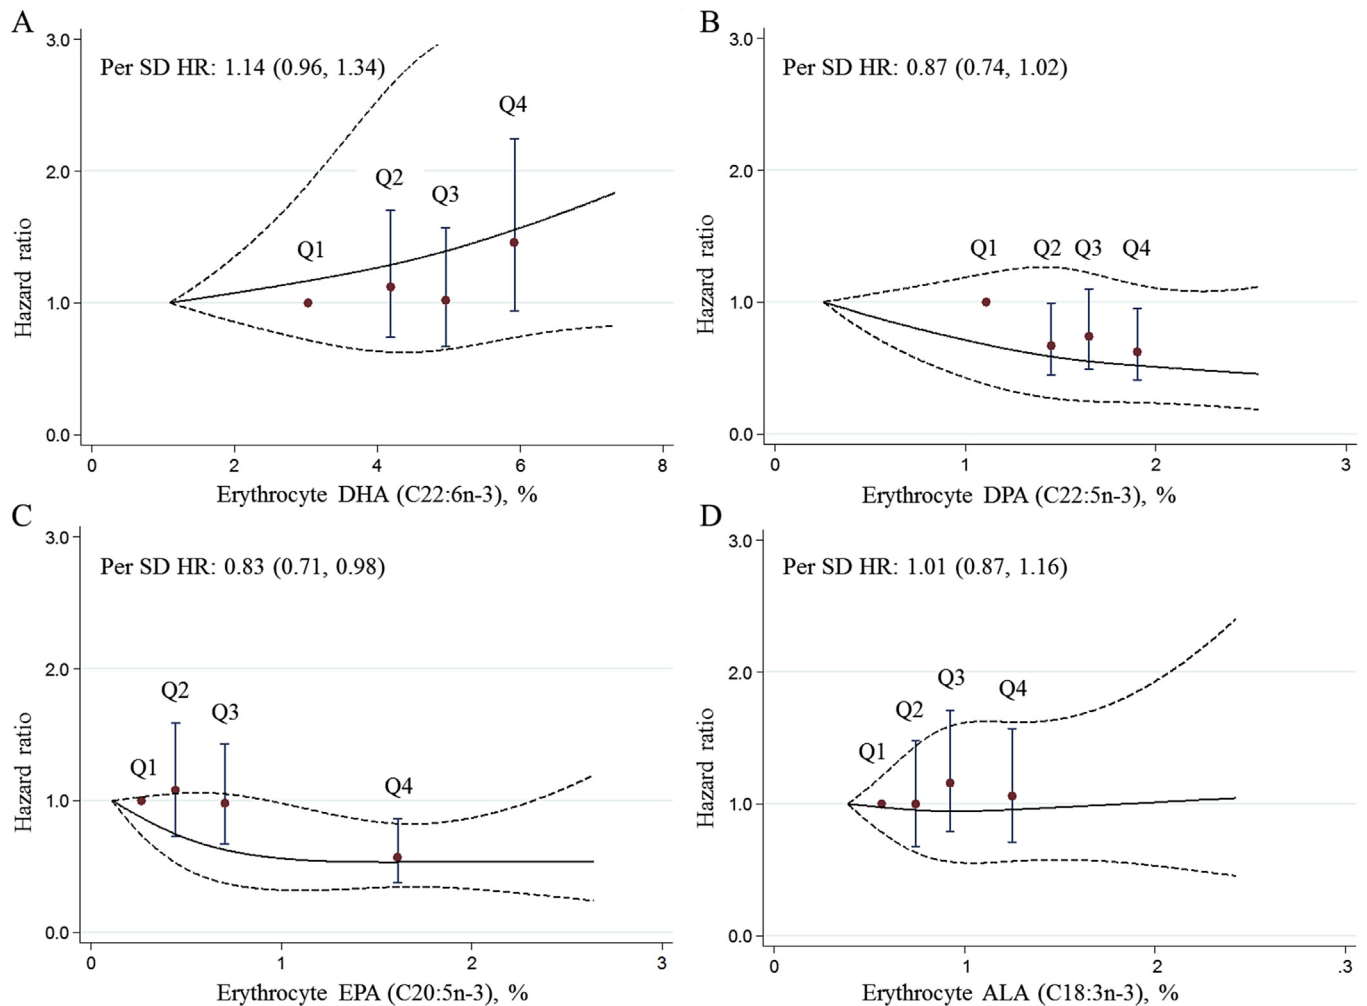 A
3.0
Per SD HR: 1.14 (0.96, 1.34)
Q4
2.0
Q2
Q3
Q1
1.0
0.0
Hazard ratio
0 2 4 6 8
Erythrocyte DHA (C22:6n-3), %
B
3.0
Per SD HR: 0.87 (0.74, 1.02)
2.0
Q1 Q2 Q3 Q4
1.0
0.0
Hazard ratio
0 1 2 3
Erythrocyte DPA (C22:5n-3), %
C
3.0
Per SD HR: 0.83 (0.71, 0.98)
2.0
Q2
Q3
Q1
Q4
1.0
0.0
Hazard ratio
0 1 2 3
Erythrocyte EPA (C20:5n-3), %
D
3.0
Per SD HR: 1.01 (0.87, 1.16)
2.0
Q3
Q4
Q2
Q1
1.0
0.0
Hazard ratio
0 .1 2 .3
Erythrocyte ALA (C18:3n-3), %